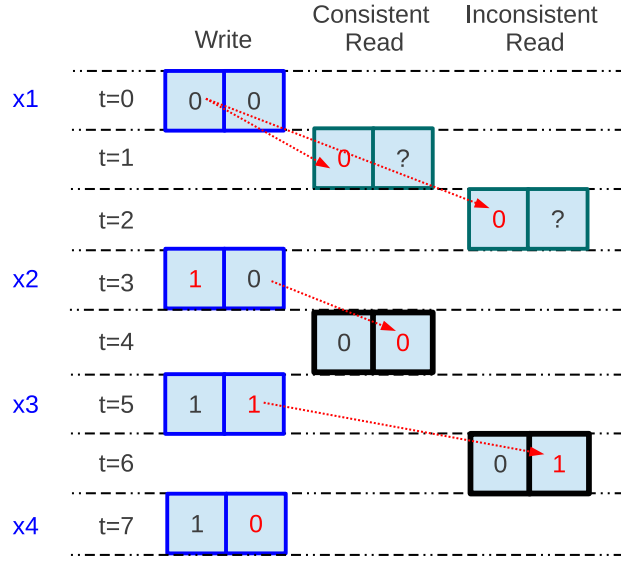 Write Consistent Read Inconsistent Read
x1 t=0 0 0
t=1 0 ?
t=2 0 ?
x2 t=3 1 0
t=4 0 0
x3 t=5 1 1
t=6 0 1
x4 t=7 1 0